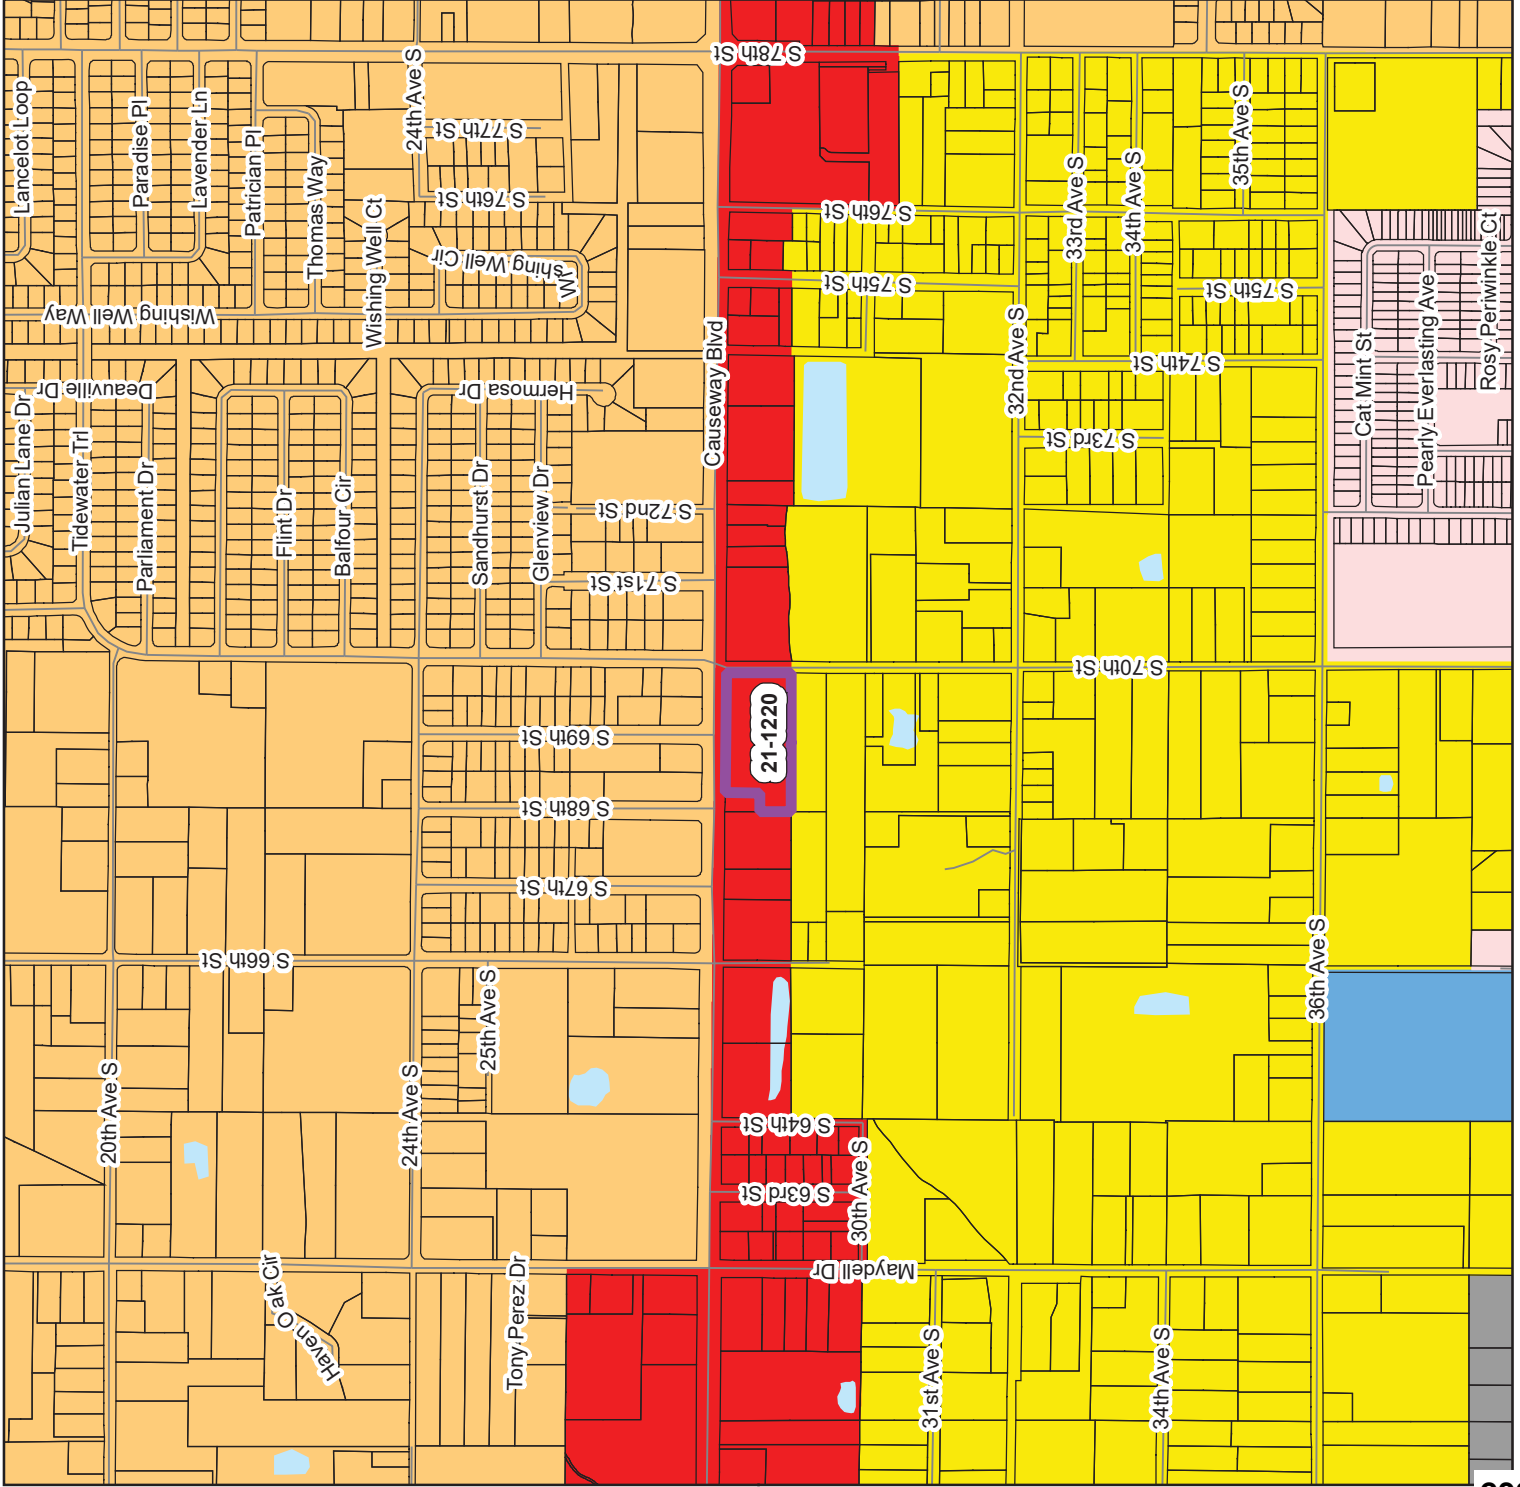 S 78th St
24th Ave S
Lancelot Loop
Paradise Pl
Lavender Ln
Patrician Pl
Thomas Way
S 77th St
S 76th St
Wishing Well Ct
Wishing Well Cir
Wishing Well Way
S 76th St
S 75th St
33rd Ave S
34th Ave S
35th Ave S
S 75th St
32nd Ave S
S 74th St
S 73rd St
Cat Mint St
Pearly Everlasting Ave
Rosy Periwinkle Ct
Causeway Blvd
Deauville Dr
Hermosa Dr
Julian Lane Dr
Tidewater Trl
Parliament Dr
Flint Dr
Balfour Cir
Sandhurst Dr
Glenview Dr
S 72nd St
S 71st St
S 70th St
21-1220
S 69th St
S 68th St
S 67th St
S 66th St
25th Ave S
36th Ave S
20th Ave S
24th Ave S
S 64th St
S 63rd St
30th Ave S
Maydell Dr
Haven Oak Cir
Tony Perez Dr
31st Ave S
34th Ave S